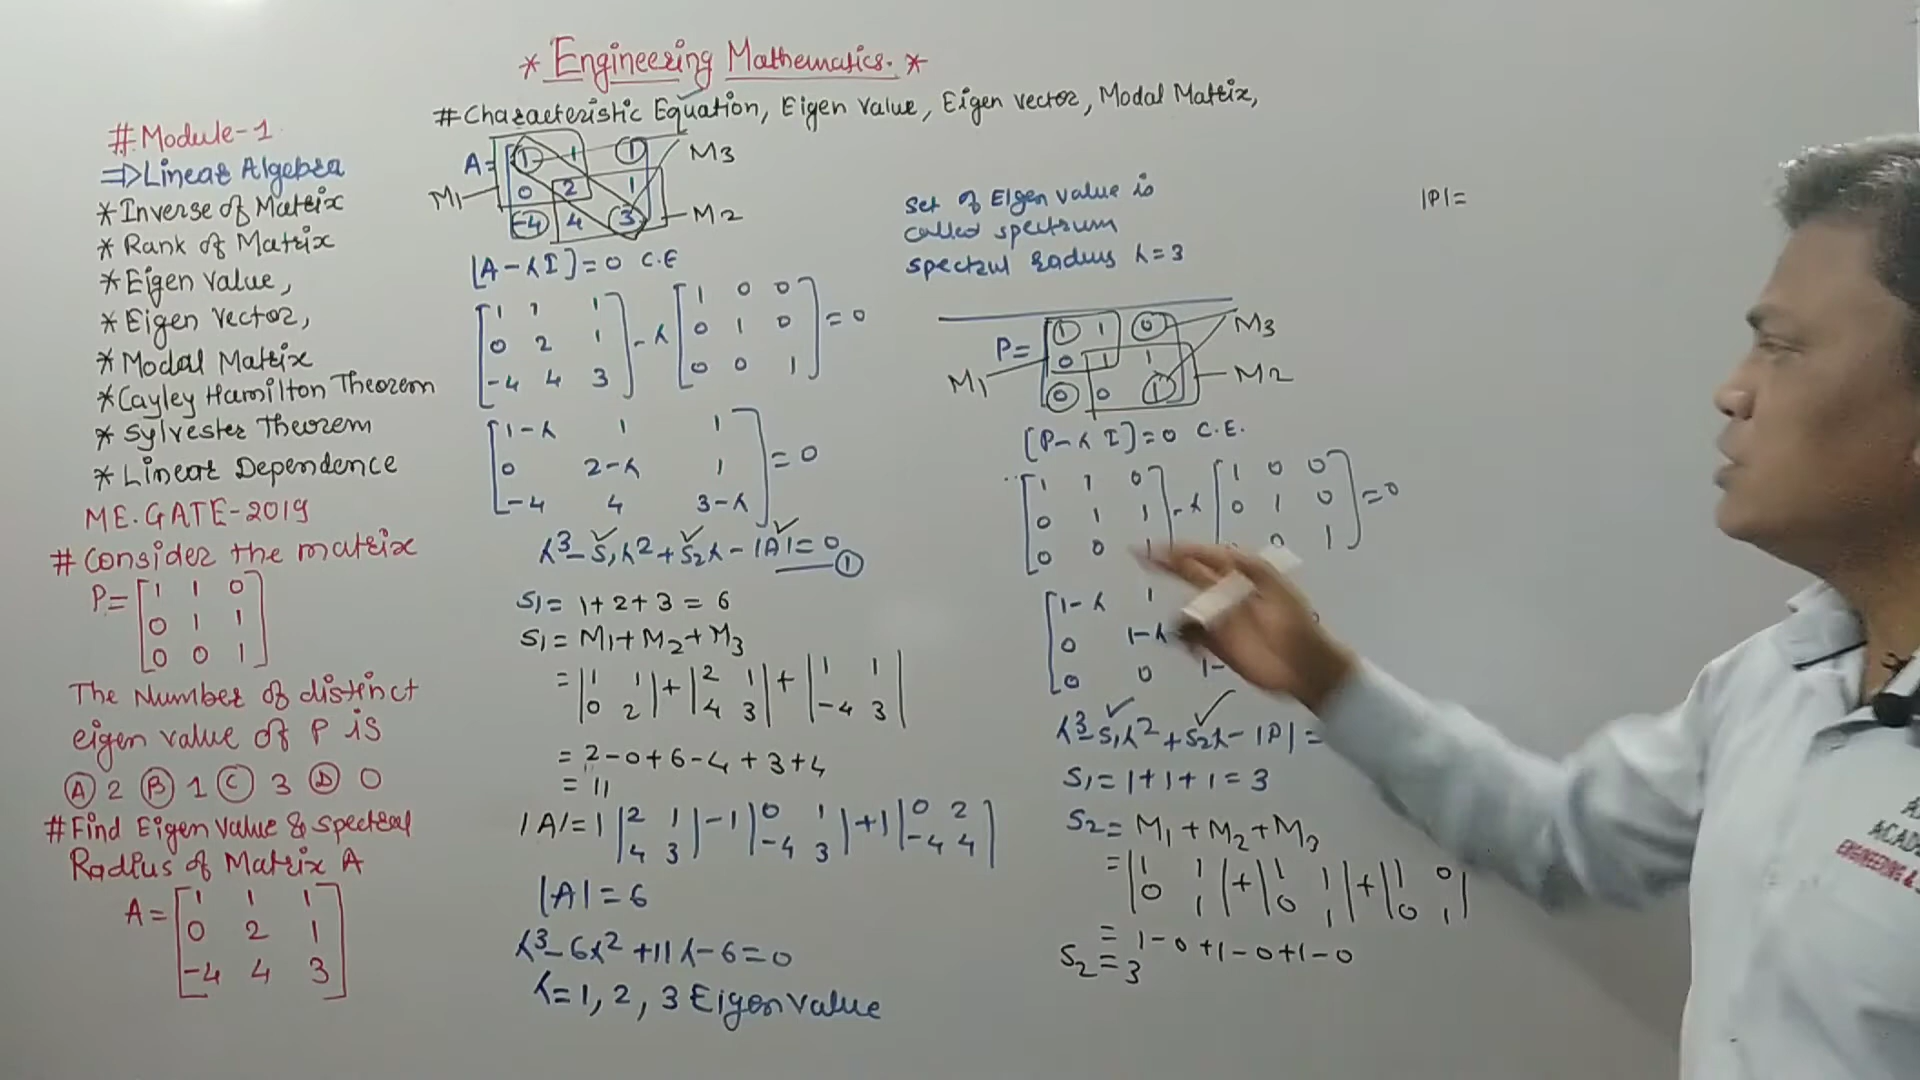 * Engineering Mathematics. *
# Characteristic Equation, Eigen value, Eigen vector, Modal Matrix,
# Module-1
⇒ Linear Algebra
* Inverse of Matrix
* Rank of Matrix
* Eigen Value,
* Eigen Vector,
* Modal Matrix
* Cayley Hamilton Theorem
* Sylvester Theorem
* Linear Dependence
ME. GATE-2019
# Consider the matrix
P= [1 1 0
0 1 1
0 0 1]
The Number of distinct
eigen value of P is
(A) 2 (B) 1 (C) 3 (D) 0
# Find Eigen value & spectral
Radius of Matrix A
A= [1 1 1
0 2 1
-4 4 3]
A= [1 1 1
0 2 1
-4 4 3]
M1
M2
M3
[A-λI]=0 C.E
[1 1 1
0 2 1
-4 4 3] - λ [1 0 0
0 1 0
0 0 1] = 0
[1-λ 1 1
0 2-λ 1
-4 4 3-λ] = 0
λ³-S₁λ²+S₂λ-|A|=0 ①
S₁= 1+2+3 = 6
S₁= M₁+M₂+M₃
= |1 1
0 2| + |2 1
4 3| + |1 1
-4 3|
= 2-0+6-4+3+4
= 11
|A|=1 |2 1
4 3| -1 |0 1
-4 3| +1 |0 2
-4 4|
|A|=6
λ³-6λ²+11λ-6=0
λ=1, 2, 3 Eigen value
Set of Eigen value is
called spectrum
spectrul radius λ=3
P= [1 1 0
0 1 1
0 0 1]
M1
M2
M3
[P-λI]=0 C.E.
[1 1 0
0 1 1
0 0 1] - λ [1 0 0
0 1 0
0 1] =0
[1-λ 1
0 1-λ
0 0 1-
λ³-S₁λ²+S₂λ-|P|=
S₁=1+1+1=3
S₂= M₁+M₂+M₃
= |1 1
0 1| + |1 1
0 1| + |1 0
0 1|
= 1-0+1-0+1-0
S₂=3
|P|=
ENGINEERING &